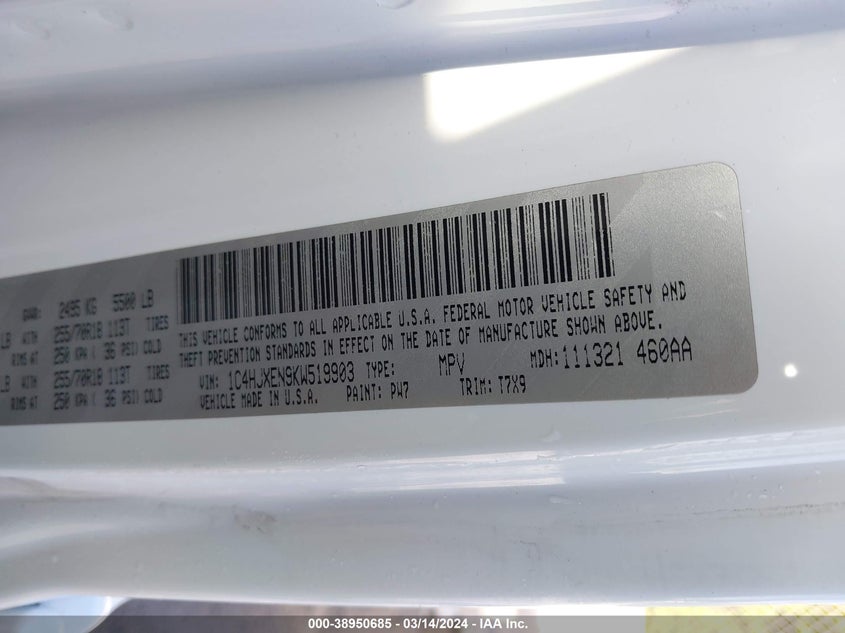 2495 KG 5500 LB
LB WITH 255/70R18 113T TIRES
RIMS AT 250 KPA ( 36 PSI) COLD
LB WITH 255/70R18 113T TIRES
RIMS AT 250 KPA ( 36 PSI) COLD
THIS VEHICLE CONFORMS TO ALL APPLICABLE U.S.A. FEDERAL MOTOR VEHICLE SAFETY AND
THEFT PREVENTION STANDARDS IN EFFECT ON THE DATE OF MANUFACTURE SHOWN ABOVE.
VIN: 1C4HJXEN9KW519903 TYPE: MPV MDH:111321 460AA
VEHICLE MADE IN U.S.A. PAINT: PW7 TRIM: T7X9
000-38950685 - 03/14/2024 - IAA Inc.